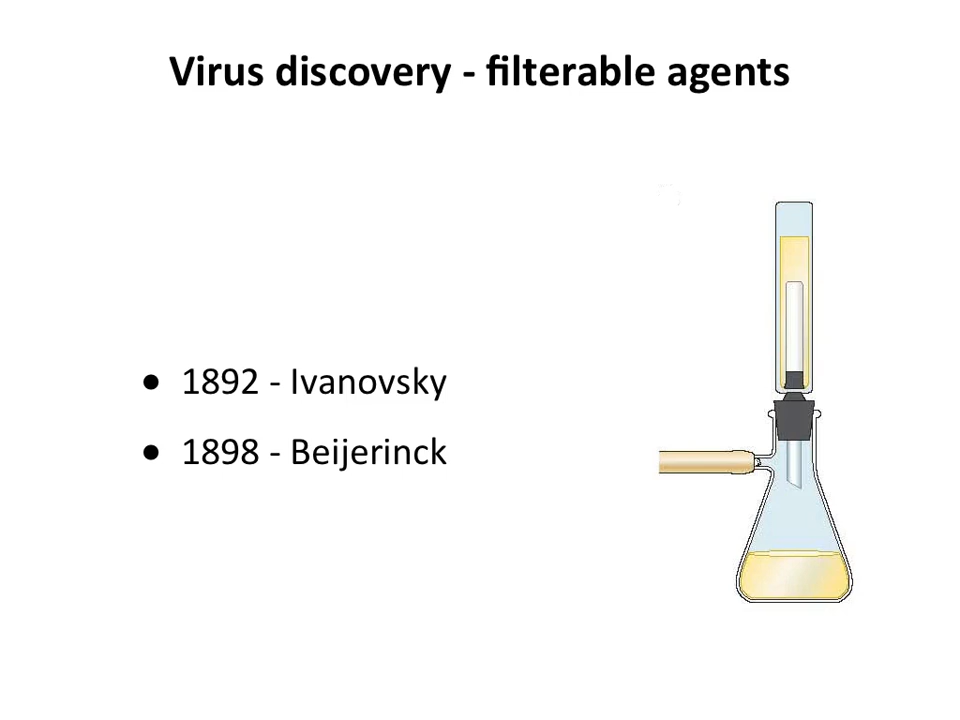 Virus discovery - filterable agents
• 1892 - Ivanovsky
• 1898 - Beijerinck